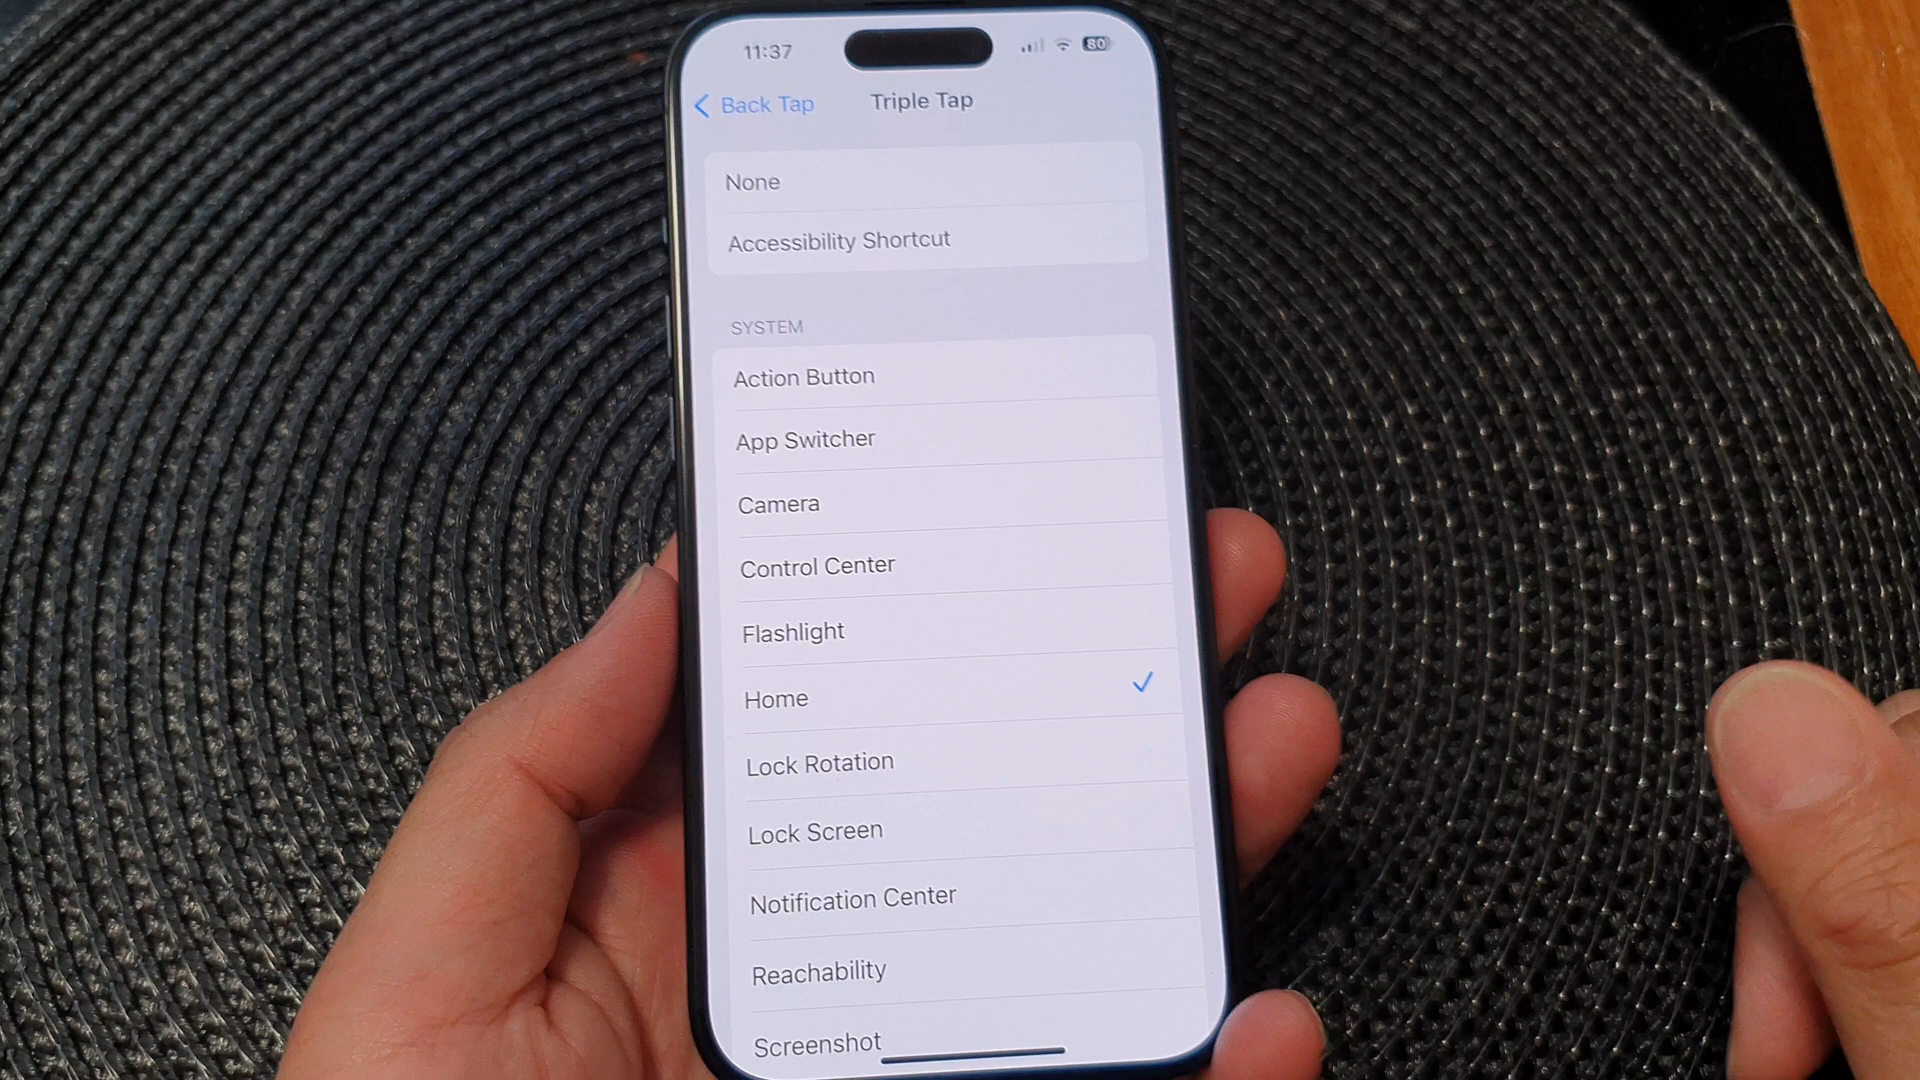 11:37
80
Back Tap
Triple Tap
None
Accessibility Shortcut
SYSTEM
Action Button
App Switcher
Camera
Control Center
Flashlight
Home
Lock Rotation
Lock Screen
Notification Center
Reachability
Screenshot